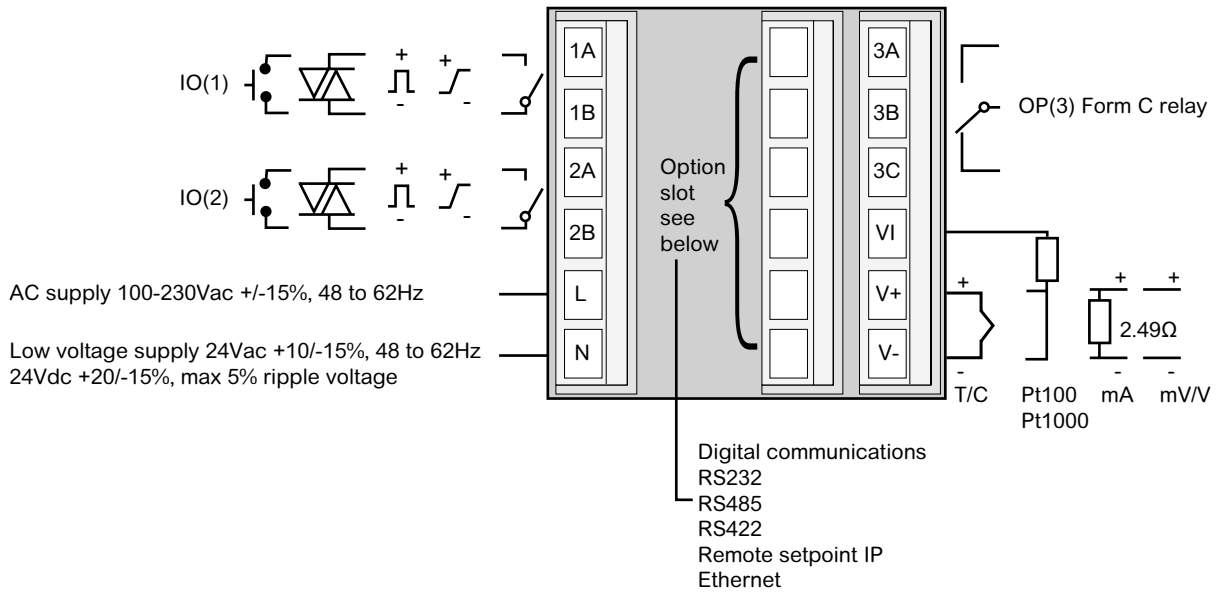 IO(1)
+
-
+
-
IO(2)
+
-
+
-
AC supply 100-230Vac +/-15%, 48 to 62Hz
Low voltage supply 24Vac +10/-15%, 48 to 62Hz
24Vdc +20/-15%, max 5% ripple voltage
1A
1B
2A
2B
L
N
Option
slot
see
below
3A
3B
3C
VI
V+
V-
OP(3) Form C relay
+
-
T/C
Pt100
Pt1000
+
2.49Ω
-
mA
+
-
mV/V
Digital communications
RS232
RS485
RS422
Remote setpoint IP
Ethernet